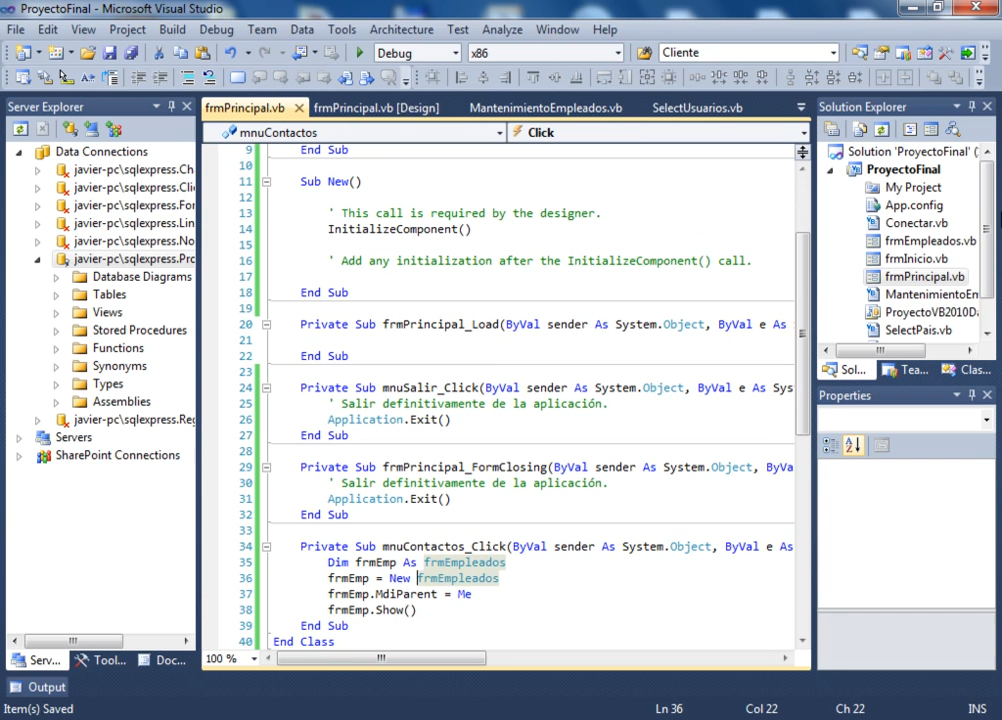 ProyectoFinal - Microsoft Visual Studio
File Edit View Project Build Debug Team Data Tools Architecture Test Analyze Window Help
Debug x86 Cliente
Server Explorer
Data Connections
javier-pc\sqlexpress.Ch
javier-pc\sqlexpress.Cli
javier-pc\sqlexpress.For
javier-pc\sqlexpress.Lin
javier-pc\sqlexpress.No
javier-pc\sqlexpress.Pro
Database Diagrams
Tables
Views
Stored Procedures
Functions
Synonyms
Types
Assemblies
javier-pc\sqlexpress.Reg
Servers
SharePoint Connections
Serv... Tool... Doc...
frmPrincipal.vb frmPrincipal.vb [Design] MantenimientoEmpleados.vb SelectUsuarios.vb
mnuContactos Click
9 End Sub
10
11 Sub New()
12
13 ' This call is required by the designer.
14 InitializeComponent()
15
16 ' Add any initialization after the InitializeComponent() call.
17
18 End Sub
19
20 Private Sub frmPrincipal_Load(ByVal sender As System.Object, ByVal e As
21
22 End Sub
23
24 Private Sub mnuSalir_Click(ByVal sender As System.Object, ByVal e As Sys
25 ' Salir definitivamente de la aplicación.
26 Application.Exit()
27 End Sub
28
29 Private Sub frmPrincipal_FormClosing(ByVal sender As System.Object, ByVa
30 ' Salir definitivamente de la aplicación.
31 Application.Exit()
32 End Sub
33
34 Private Sub mnuContactos_Click(ByVal sender As System.Object, ByVal e As
35 Dim frmEmp As frmEmpleados
36 frmEmp = New frmEmpleados
37 frmEmp.MdiParent = Me
38 frmEmp.Show()
39 End Sub
40 End Class
100 %
Solution Explorer
Solution 'ProyectoFinal' (
ProyectoFinal
My Project
App.config
Conectar.vb
frmEmpleados.vb
frmInicio.vb
frmPrincipal.vb
MantenimientoEm
ProyectoVB2010Da
SelectPais.vb
Sol... Tea... Clas...
Properties
Output
Item(s) Saved Ln 36 Col 22 Ch 22 INS